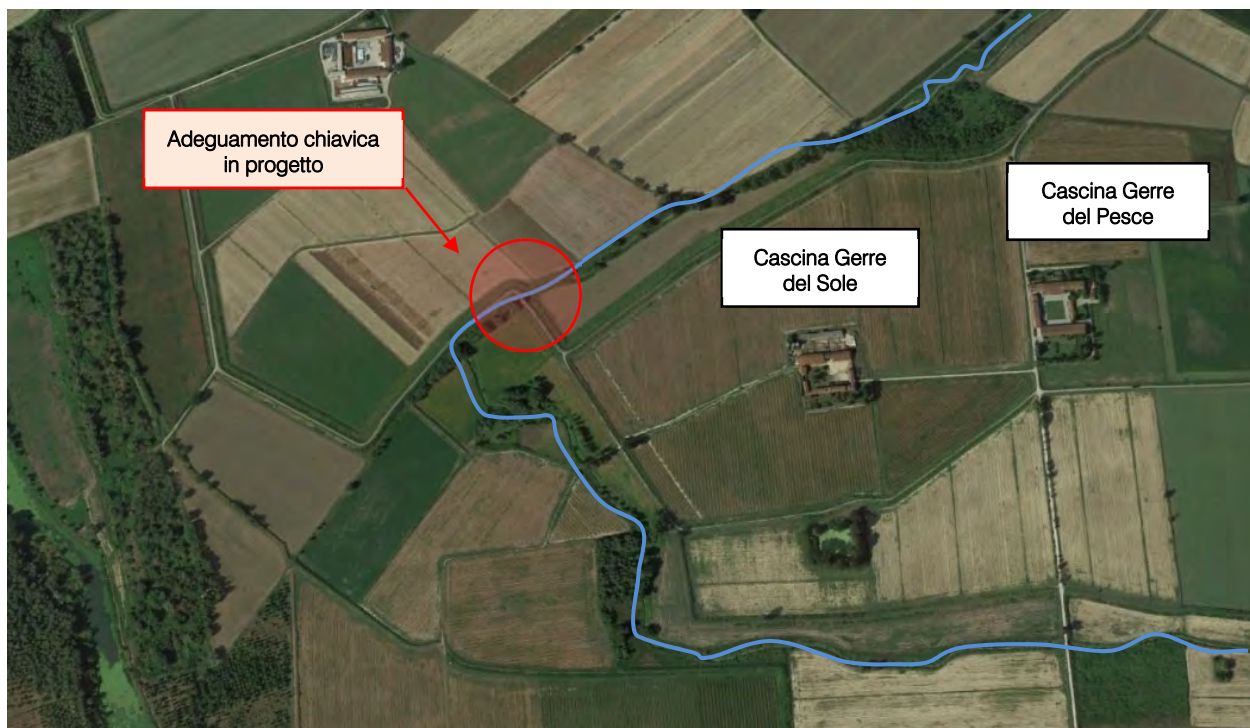 Adeguamento chiavica
in progetto
Cascina Gerre
del Pesce
Cascina Gerre
del Sole